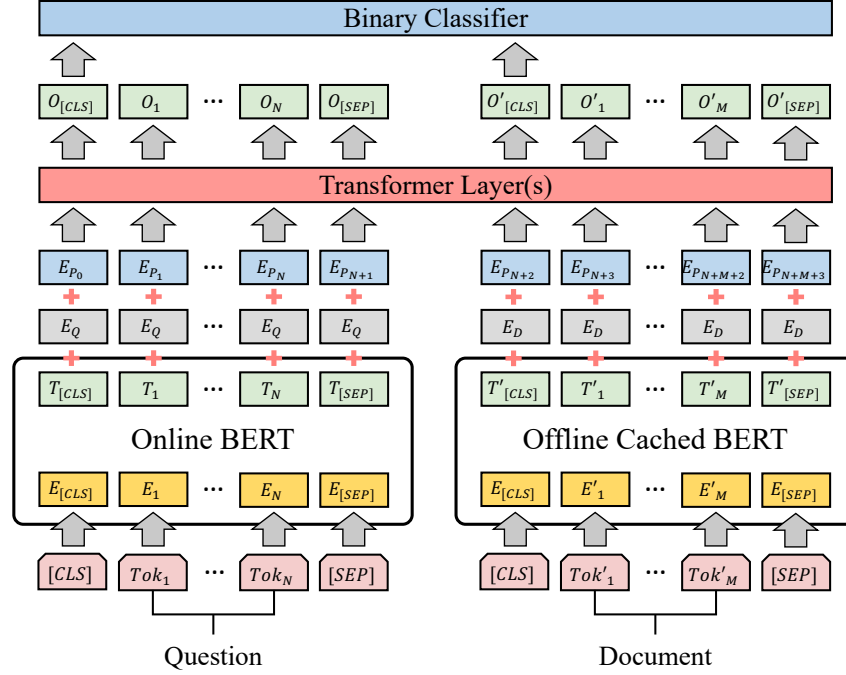 Binary Classifier
O[CLS] O1 ... ON O[SEP] O'[CLS] O'1 ... O'M O'[SEP]
Transformer Layer(s)
EP0 EP1 ... EPN EPN+1 EPN+2 EPN+3 ... EPN+M+2 EPN+M+3
+ + + + + + + +
EQ EQ ... EQ EQ ED ED ... ED ED
+ + + + + + + +
T[CLS] T1 ... TN T[SEP] T'[CLS] T'1 ... T'M T'[SEP]
Online BERT Offline Cached BERT
E[CLS] E1 ... EN E[SEP] E[CLS] E'1 ... E'M E[SEP]
[CLS] Tok1 ... TokN [SEP] [CLS] Tok'1 ... Tok'M [SEP]
Question Document